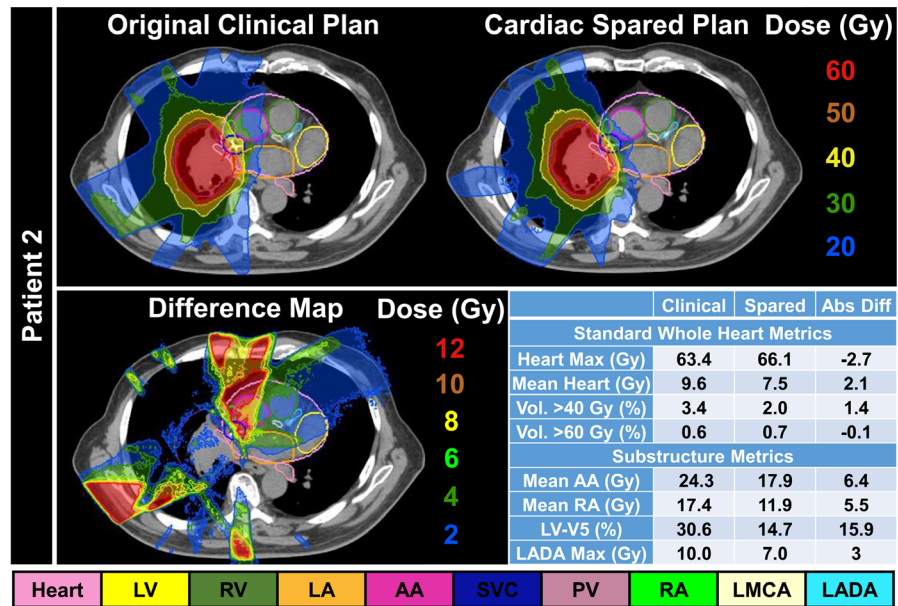 Patient 2
Original Clinical Plan
Cardiac Spared Plan
Dose (Gy)
60
50
40
30
20
Difference Map
Dose (Gy)
12
10
8
6
4
2
Clinical Spared Abs Diff
Standard Whole Heart Metrics
Heart Max (Gy) 63.4 66.1 -2.7
Mean Heart (Gy) 9.6 7.5 2.1
Vol. >40 Gy (%) 3.4 2.0 1.4
Vol. >60 Gy (%) 0.6 0.7 -0.1
Substructure Metrics
Mean AA (Gy) 24.3 17.9 6.4
Mean RA (Gy) 17.4 11.9 5.5
LV-V5 (%) 30.6 14.7 15.9
LADA Max (Gy) 10.0 7.0 3
Heart LV RV LA AA SVC PV RA LMCA LADA